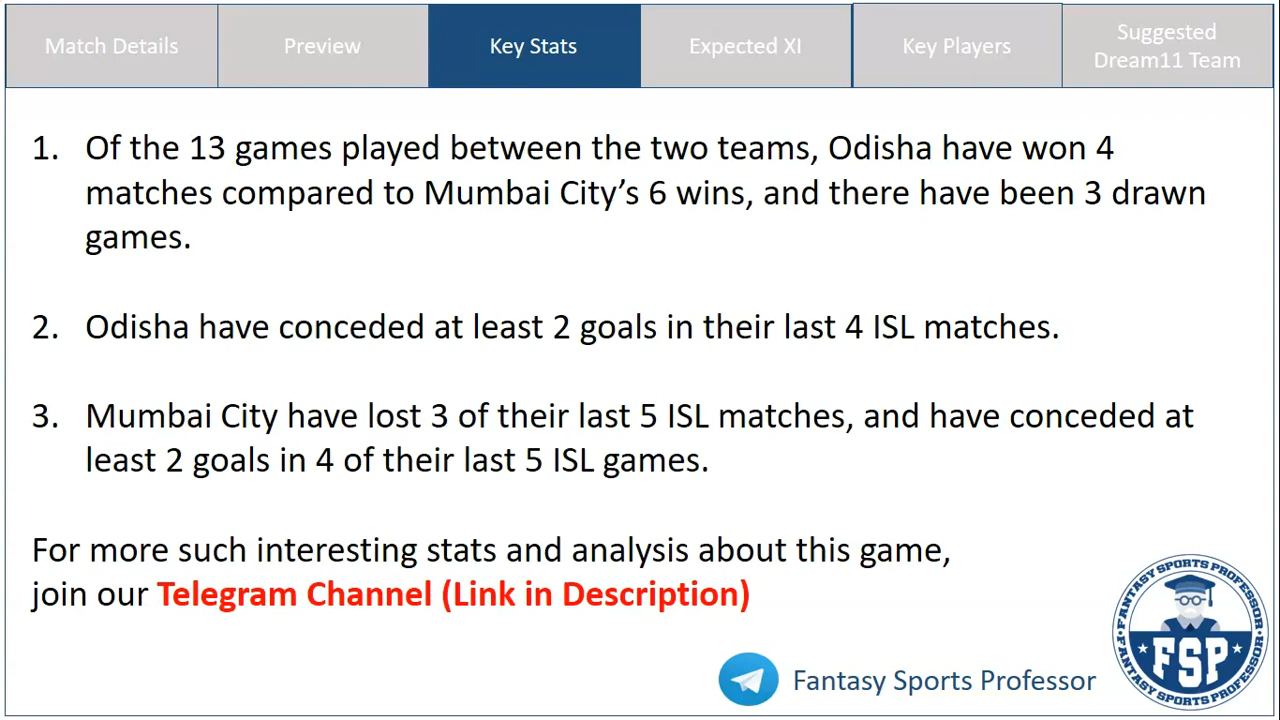 Match Details
Preview
Key Stats
Expected XI
Key Players
Suggested
Dream11 Team
1. Of the 13 games played between the two teams, Odisha have won 4
matches compared to Mumbai City’s 6 wins, and there have been 3 drawn
games.
2. Odisha have conceded at least 2 goals in their last 4 ISL matches.
3. Mumbai City have lost 3 of their last 5 ISL matches, and have conceded at
least 2 goals in 4 of their last 5 ISL games.
For more such interesting stats and analysis about this game,
join our Telegram Channel (Link in Description)
Fantasy Sports Professor
FANTASY SPORTS PROFESSOR
FSP
FANTASY SPORTS PROFESSOR